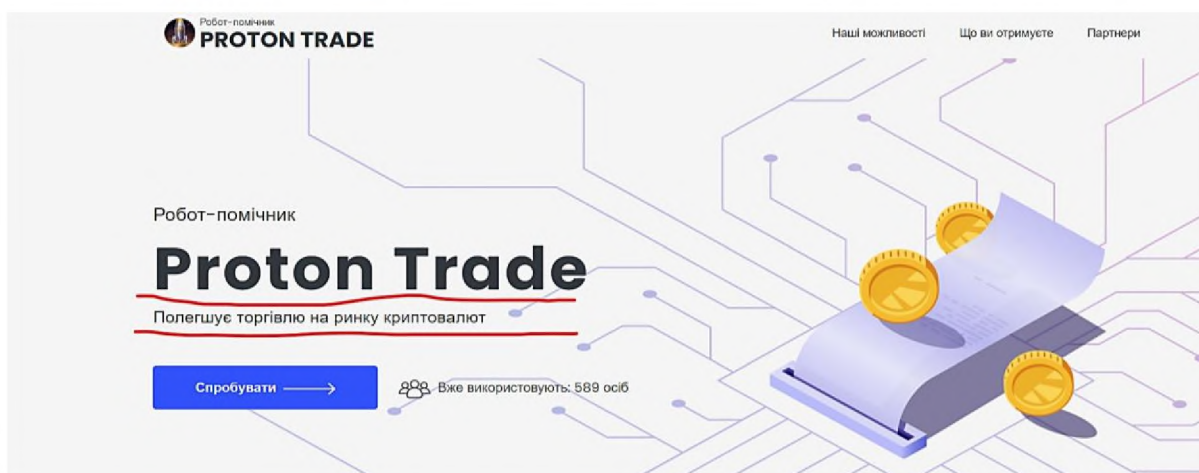 Робот-помічник
PROTON TRADE
Наші можливості Що ви отримуєте Партнери
Робот-помічник
Proton Trade
Полегшує торгівлю на ринку криптовалют
Спробувати
Вже використовують: 589 осіб